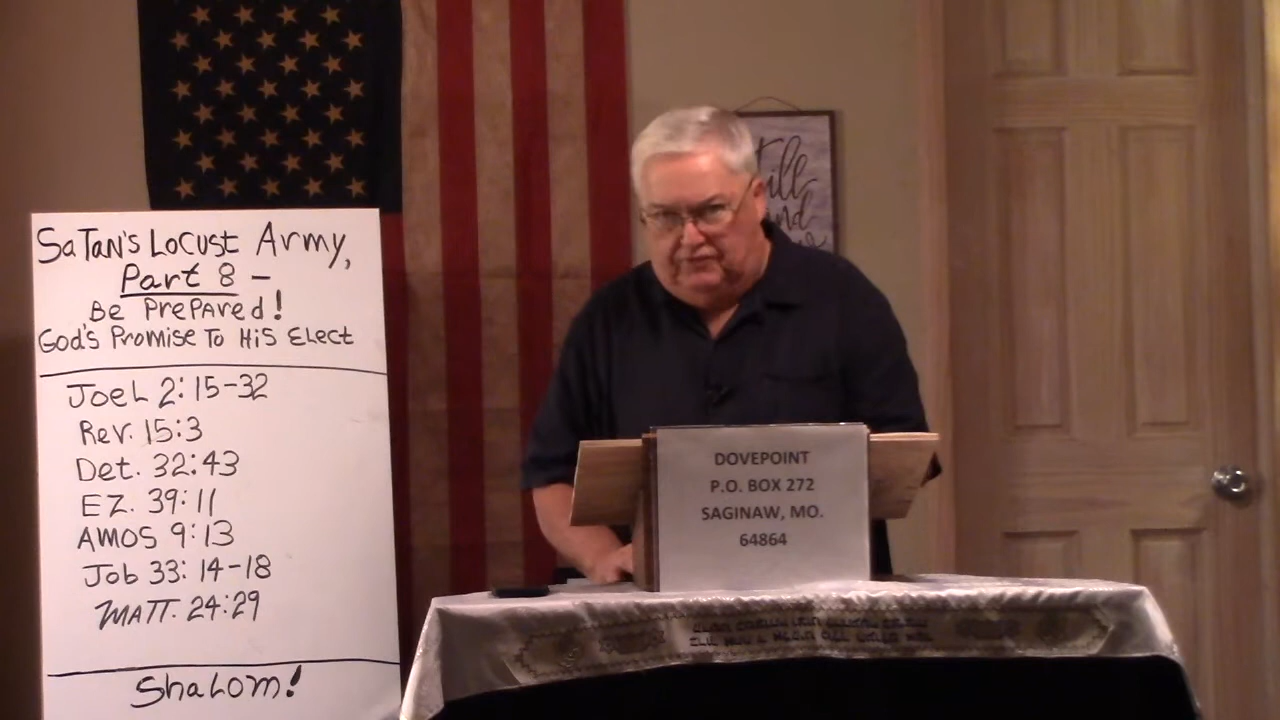 SATAN'S LOCUST ARMY,
Part 8 -
Be Prepared!
God's Promise To His Elect
Joel 2:15-32
Rev. 15:3
Det. 32:43
EZ. 39:11
AMOS 9:13
Job 33:14-18
MATT. 24:29
Shalom!
DOVEPOINT
P.O. BOX 272
SAGINAW, MO.
64864